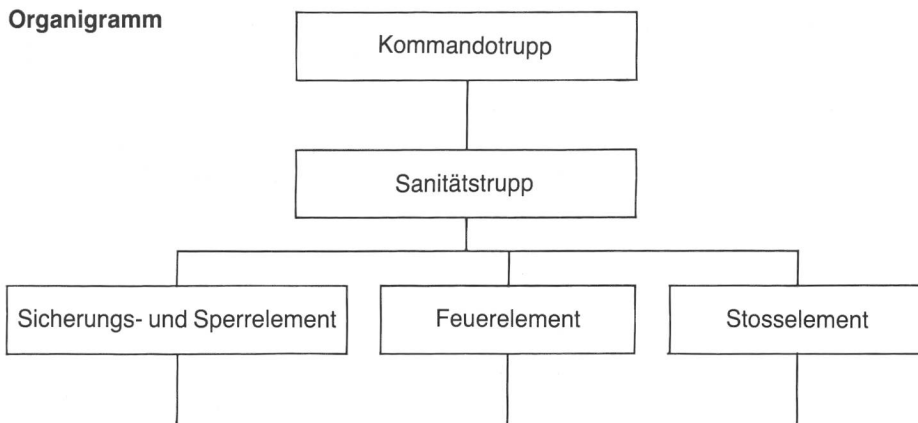 Organigramm
Kommandotrupp
Sanitätstrupp
Sicherungs- und Sperrelement
Feuerelement
Stosselement